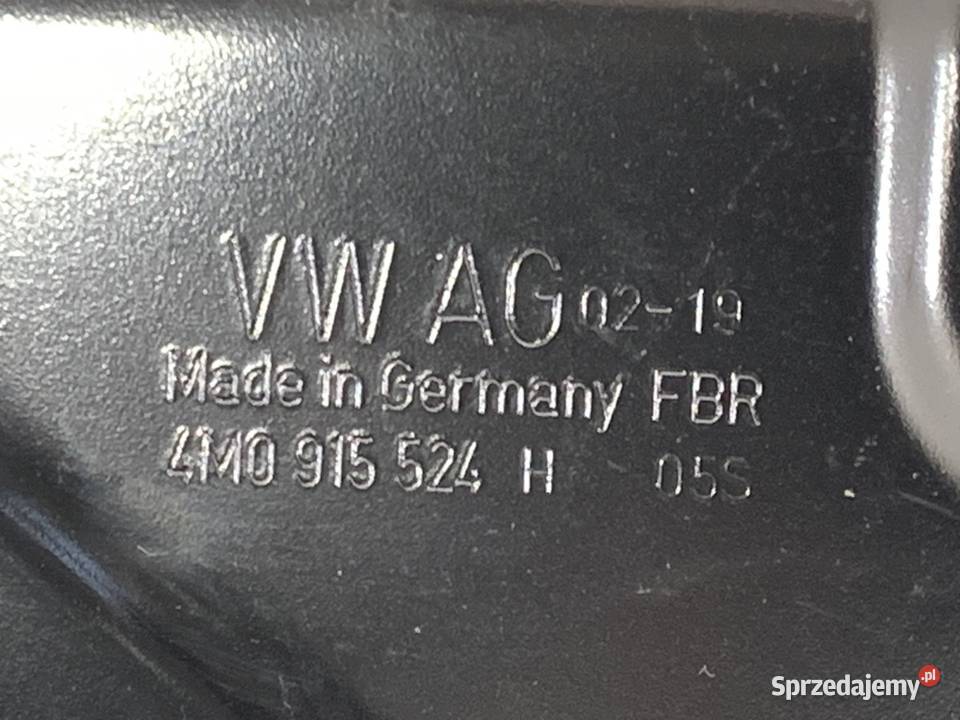 VW AG 02-19
Made in Germany FBR
4M0 915 524 H 05S
Sprzedajemy.pl